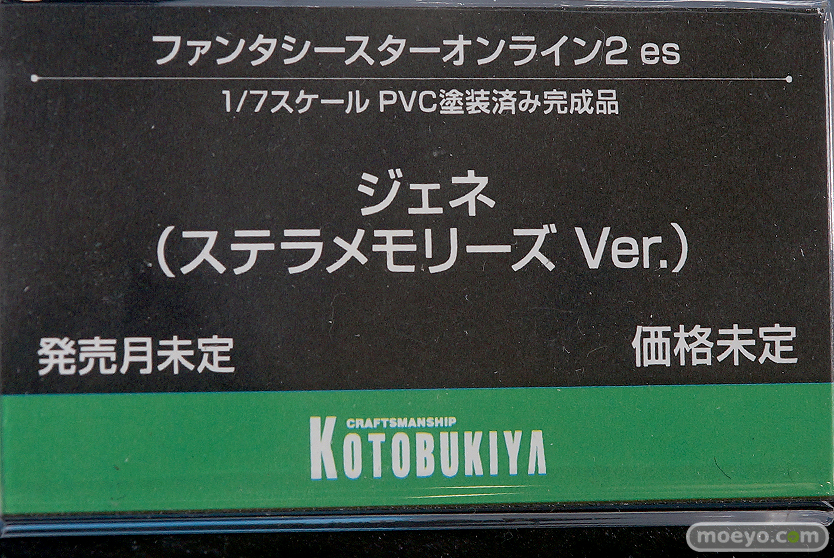 ファンタシースターオンライン2 es
1/7スケール PVC塗装済み完成品
ジェネ
(ステラメモリーズ Ver.)
発売月未定
価格未定
CRAFTSMANSHIP
KOTOBUKIYA
moeyo.com